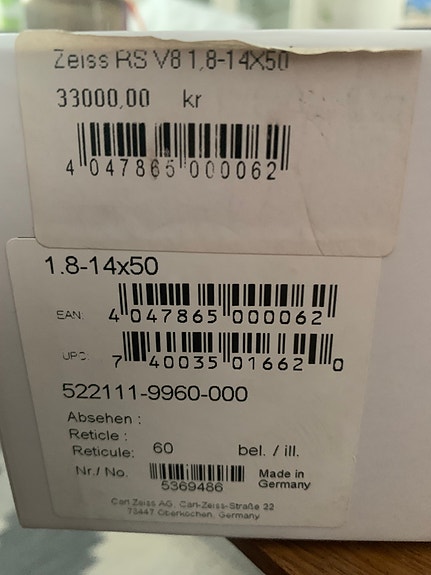 Zeiss RS V8 1,8-14X50
33000,00 kr
4 047865 000062
1.8-14x50
EAN: 4 047865 000062
UPC: 7 40035 01662 0
522111-9960-000
Absehen :
Reticle :
Reticule: 60 bel. / ill.
Nr./ No. 5369486 Made in Germany
Carl Zeiss AG, Carl-Zeiss-Straße 22
73447 Oberkochen, Germany